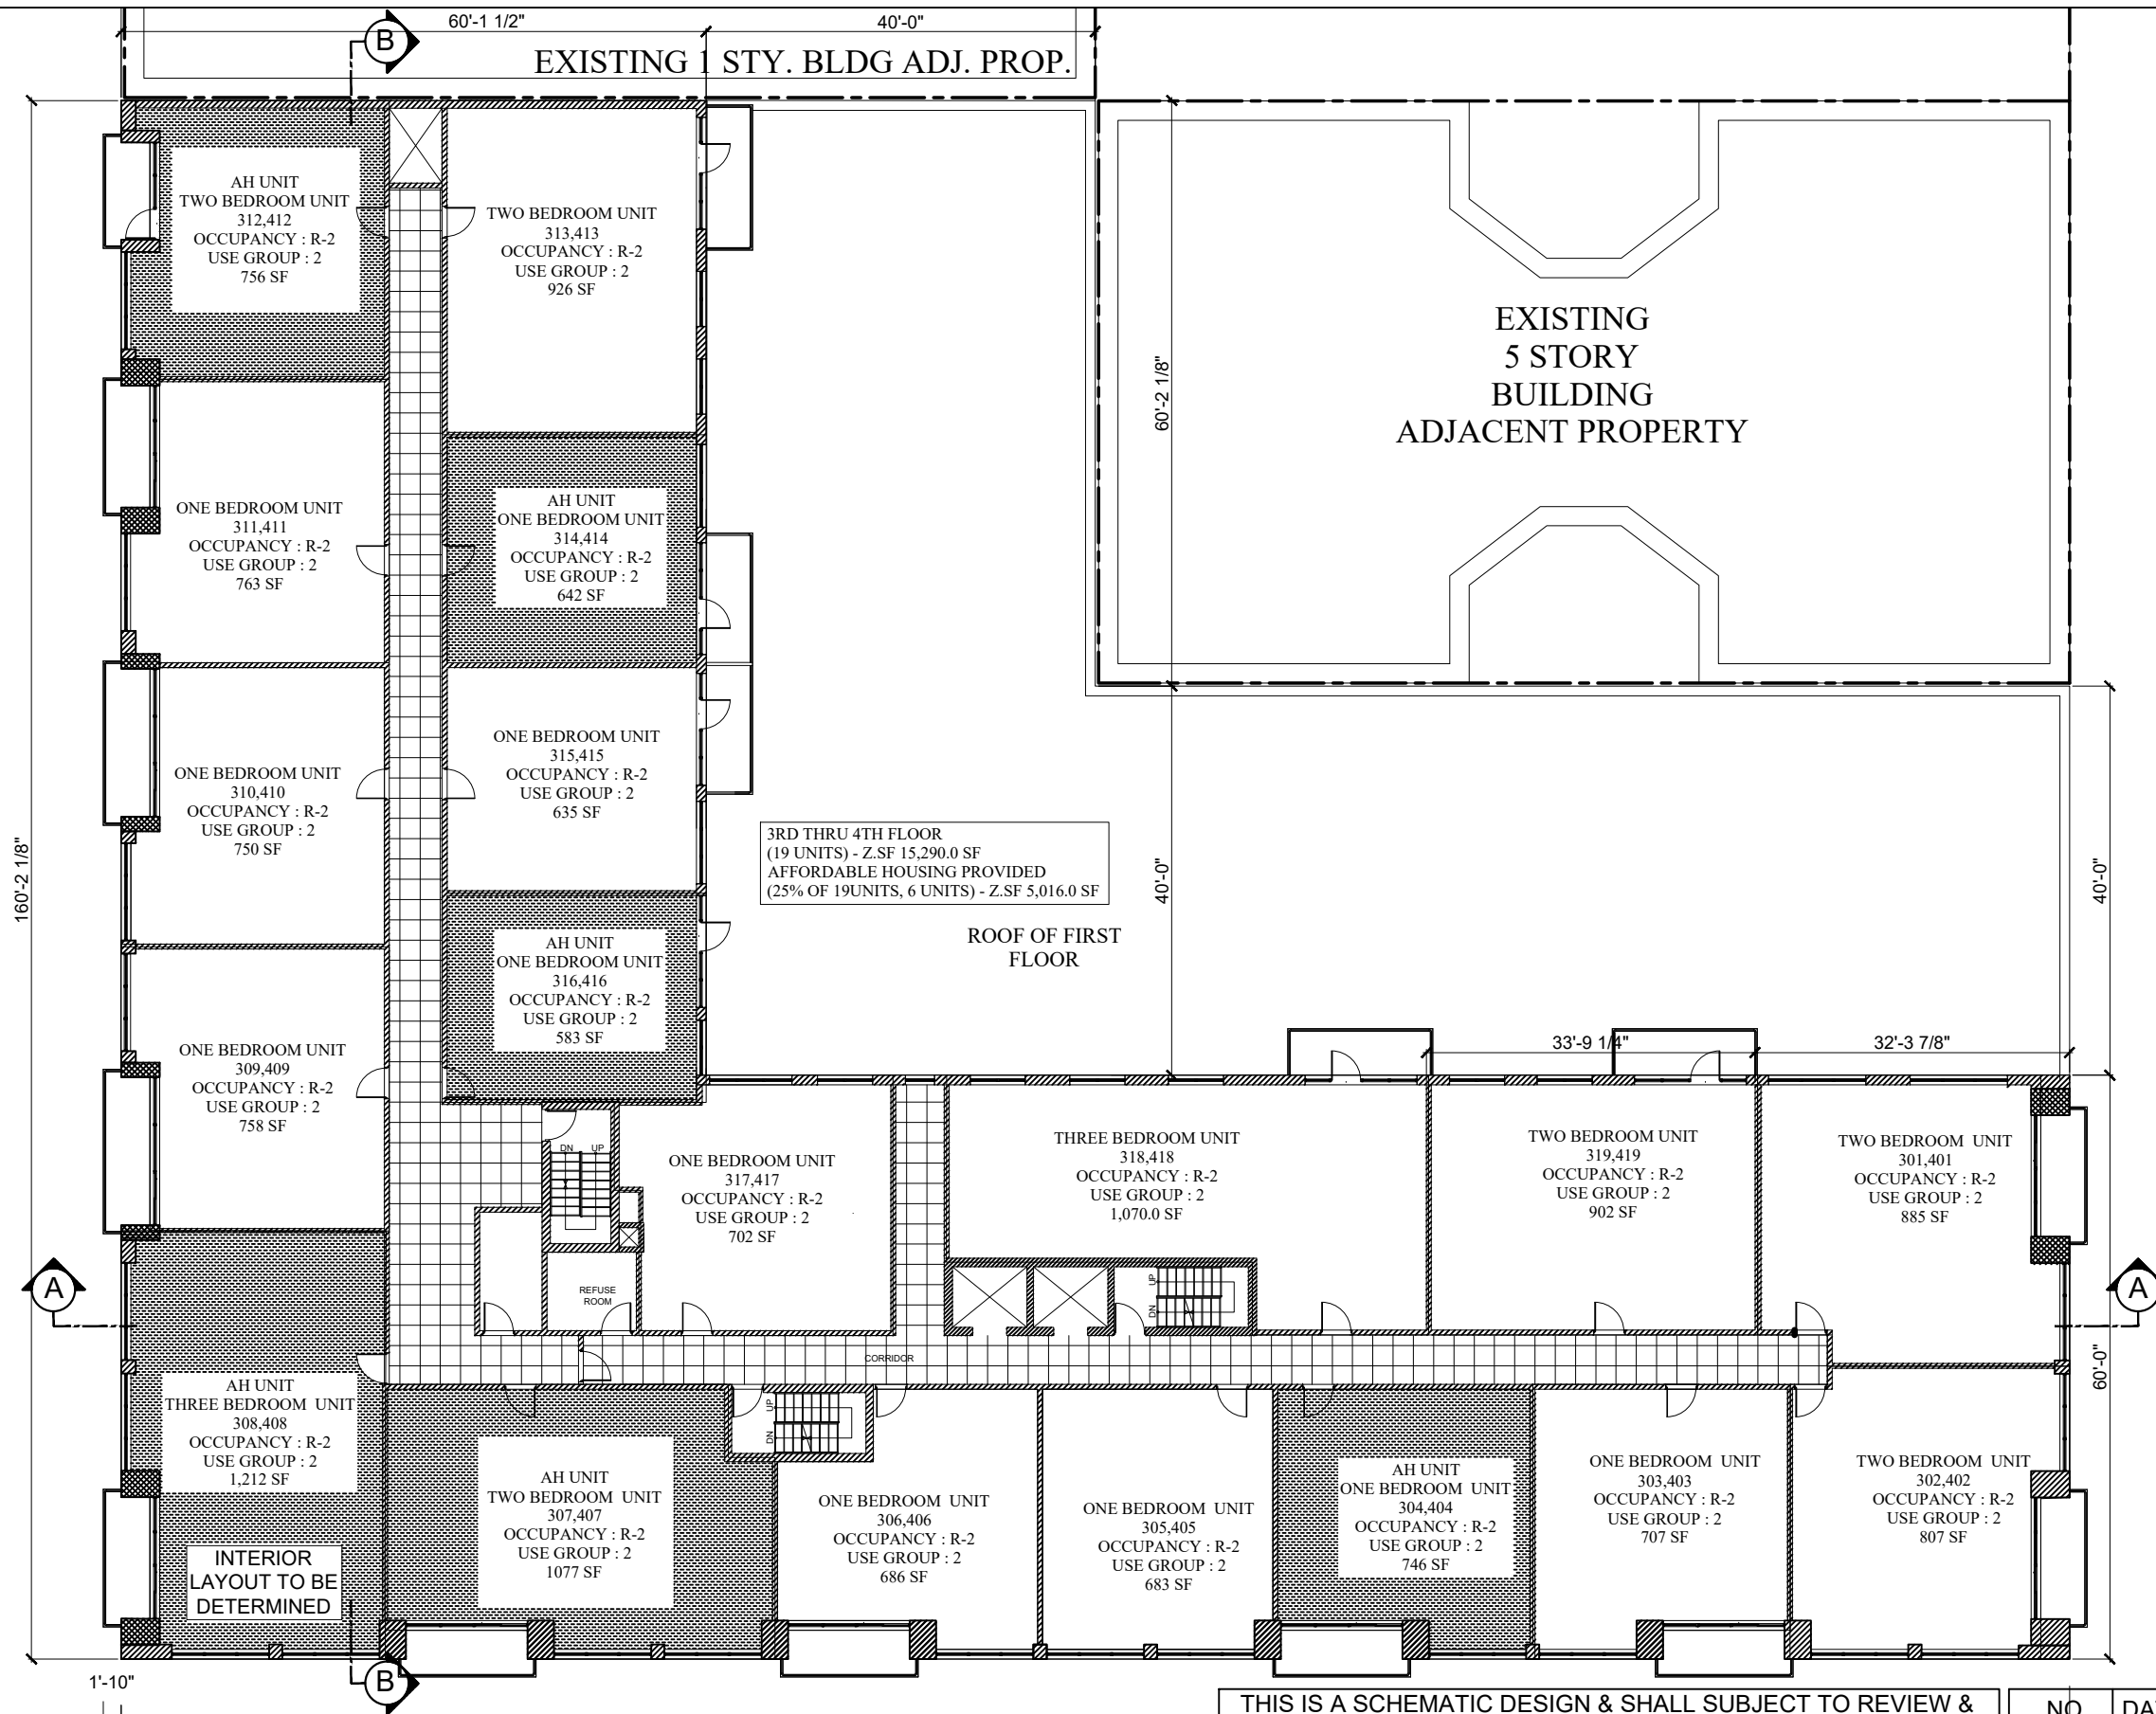 60'-1 1/2"
40'-0"
B
EXISTING 1 STY. BLDG ADJ. PROP.
AH UNIT
TWO BEDROOM UNIT
312,412
OCCUPANCY : R-2
USE GROUP : 2
756 SF
TWO BEDROOM UNIT
313,413
OCCUPANCY : R-2
USE GROUP : 2
926 SF
EXISTING
5 STORY
BUILDING
ADJACENT PROPERTY
60'-2 1/8"
ONE BEDROOM UNIT
311,411
OCCUPANCY : R-2
USE GROUP : 2
763 SF
AH UNIT
ONE BEDROOM UNIT
314,414
OCCUPANCY : R-2
USE GROUP : 2
642 SF
ONE BEDROOM UNIT
310,410
OCCUPANCY : R-2
USE GROUP : 2
750 SF
ONE BEDROOM UNIT
315,415
OCCUPANCY : R-2
USE GROUP : 2
635 SF
160'-2 1/8"
3RD THRU 4TH FLOOR
(19 UNITS) - Z.SF 15,290.0 SF
AFFORDABLE HOUSING PROVIDED
(25% OF 19UNITS, 6 UNITS) - Z.SF 5,016.0 SF
40'-0"
40'-0"
ROOF OF FIRST
FLOOR
AH UNIT
ONE BEDROOM UNIT
316,416
OCCUPANCY : R-2
USE GROUP : 2
583 SF
ONE BEDROOM UNIT
309,409
OCCUPANCY : R-2
USE GROUP : 2
758 SF
33'-9 1/4"
32'-3 7/8"
DN UP
ONE BEDROOM UNIT
317,417
OCCUPANCY : R-2
USE GROUP : 2
702 SF
THREE BEDROOM UNIT
318,418
OCCUPANCY : R-2
USE GROUP : 2
1,070.0 SF
TWO BEDROOM UNIT
319,419
OCCUPANCY : R-2
USE GROUP : 2
902 SF
TWO BEDROOM UNIT
301,401
OCCUPANCY : R-2
USE GROUP : 2
885 SF
A
REFUSE
ROOM
UP
DN
A
CORRIDOR
60'-0"
AH UNIT
THREE BEDROOM UNIT
308,408
OCCUPANCY : R-2
USE GROUP : 2
1,212 SF
UP
DN
AH UNIT
TWO BEDROOM UNIT
307,407
OCCUPANCY : R-2
USE GROUP : 2
1077 SF
ONE BEDROOM UNIT
306,406
OCCUPANCY : R-2
USE GROUP : 2
686 SF
ONE BEDROOM UNIT
305,405
OCCUPANCY : R-2
USE GROUP : 2
683 SF
AH UNIT
ONE BEDROOM UNIT
304,404
OCCUPANCY : R-2
USE GROUP : 2
746 SF
ONE BEDROOM UNIT
303,403
OCCUPANCY : R-2
USE GROUP : 2
707 SF
TWO BEDROOM UNIT
302,402
OCCUPANCY : R-2
USE GROUP : 2
807 SF
INTERIOR
LAYOUT TO BE
DETERMINED
1'-10"
B
THIS IS A SCHEMATIC DESIGN & SHALL SUBJECT TO REVIEW &
NO